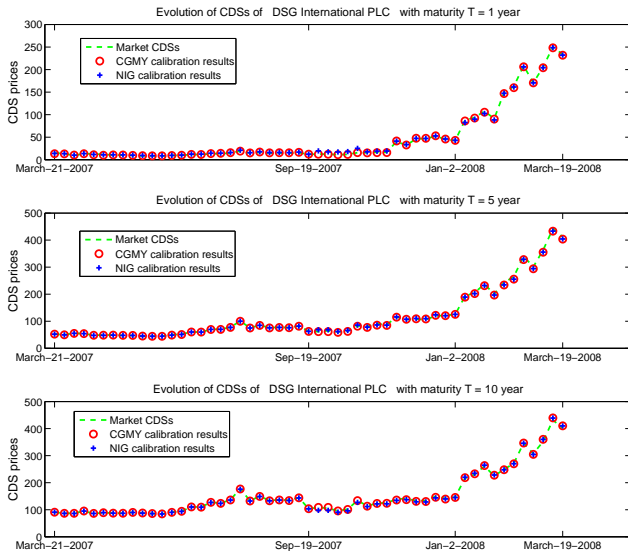 Evolution of CDSs of DSG International PLC with maturity T = 1 year
300
250
200
150
100
50
0
CDS prices
Market CDSs
CGMY calibration results
NIG calibration results
March−21−2007
Sep−19−2007
Jan−2−2008
March−19−2008
Evolution of CDSs of DSG International PLC with maturity T = 5 year
500
400
300
200
100
0
CDS prices
Market CDSs
CGMY calibration results
NIG calibration results
March−21−2007
Sep−19−2007
Jan−2−2008
March−19−2008
Evolution of CDSs of DSG International PLC with maturity T = 10 year
500
400
300
200
100
0
CDS prices
Market CDSs
CGMY calibration results
NIG calibration results
March−21−2007
Sep−19−2007
Jan−2−2008
March−19−2008